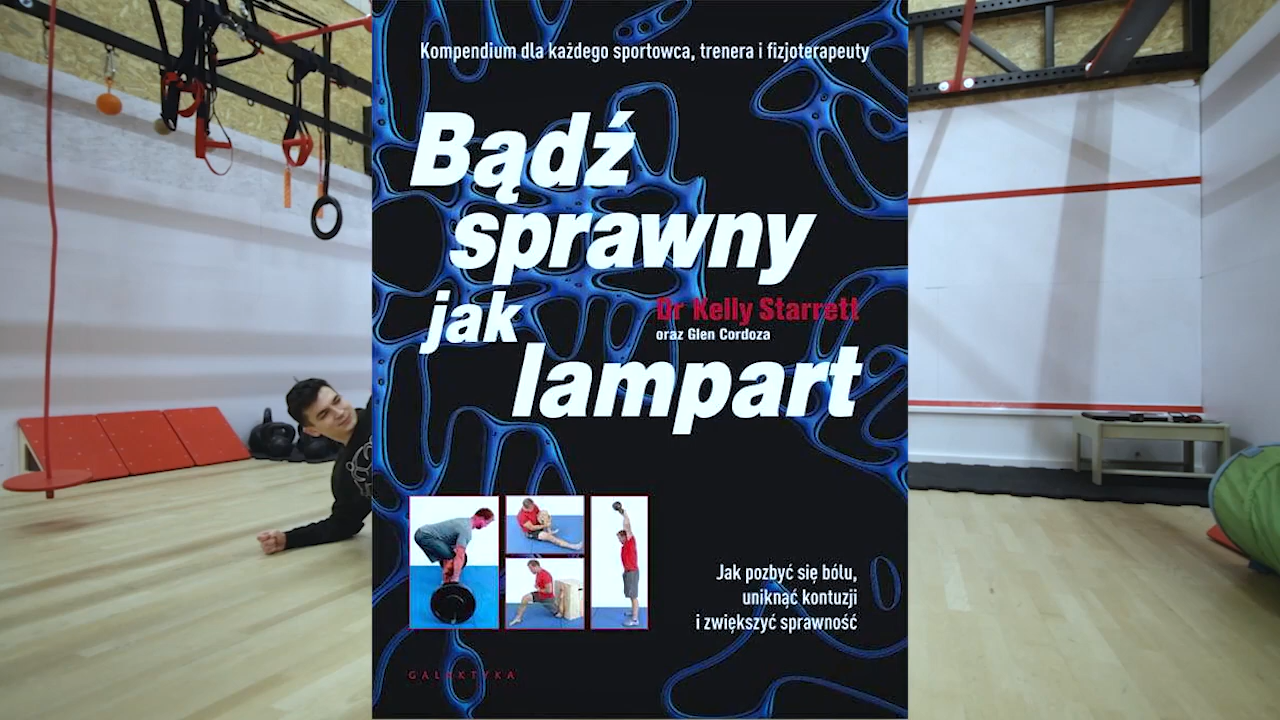 Kompendium dla każdego sportowca, trenera i fizjoterapeuty
Bądź
sprawny
jak
lampart
Dr Kelly Starrett
oraz Glen Cordoza
Jak pozbyć się bólu,
uniknąć kontuzji
i zwiększyć sprawność
GALAKTYKA